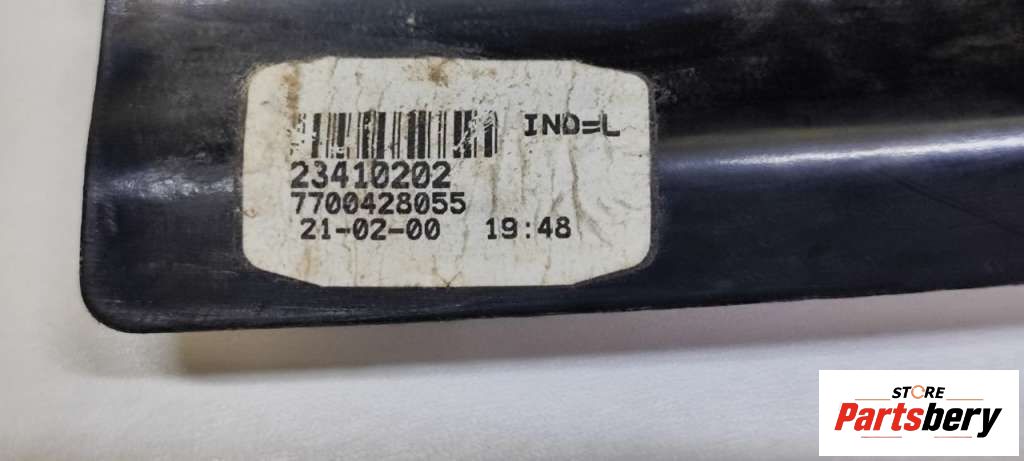 IND=L
23410202
7700428055
21-02-00 19:48
STORE
Partsbery